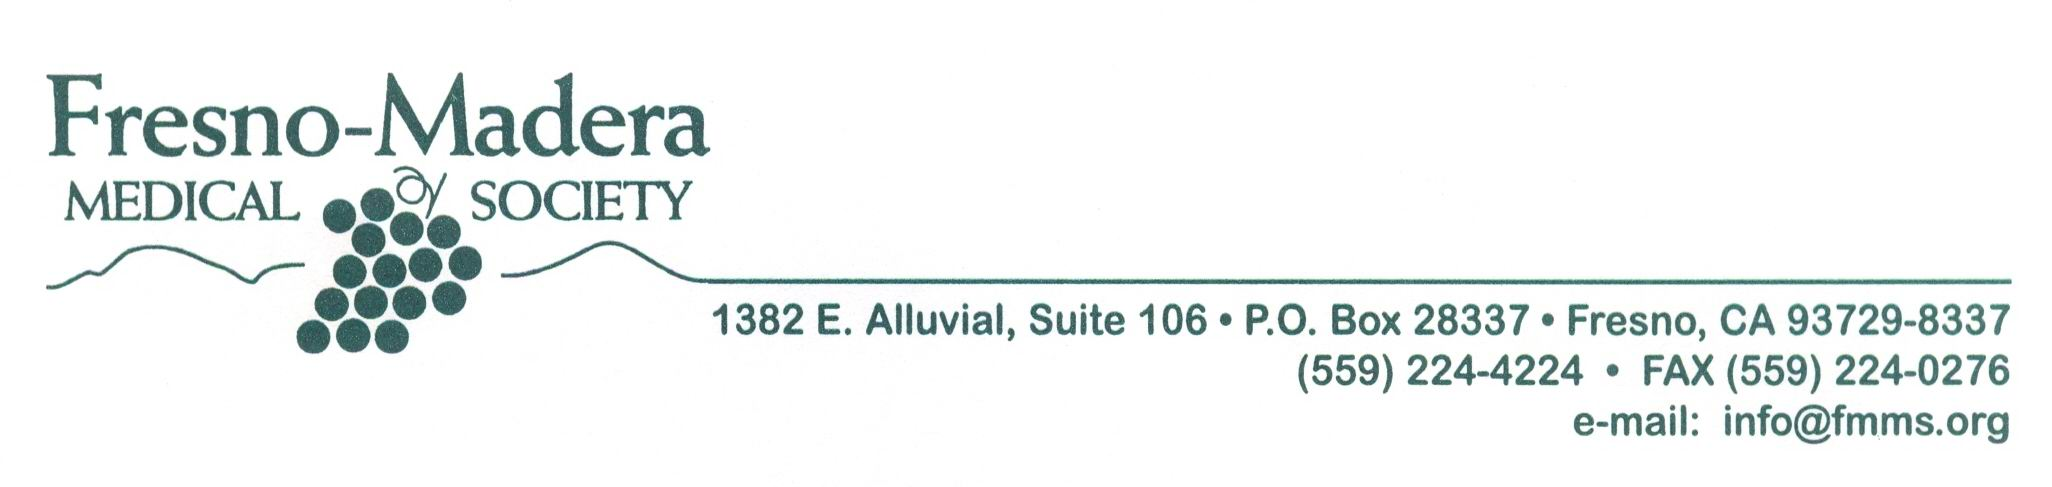 Fresno-Madera
MEDICAL SOCIETY
1382 E. Alluvial, Suite 106 • P.O. Box 28337 • Fresno, CA 93729-8337
(559) 224-4224 • FAX (559) 224-0276
e-mail: info@fmms.org